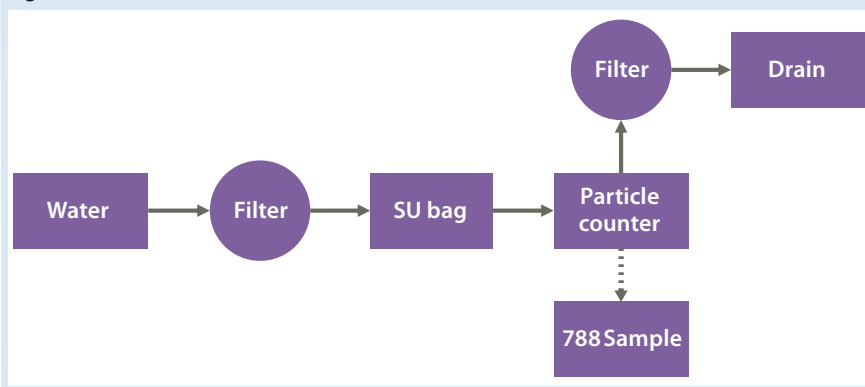 Filter
Drain
Water
Filter
SU bag
Particle
counter
788 Sample